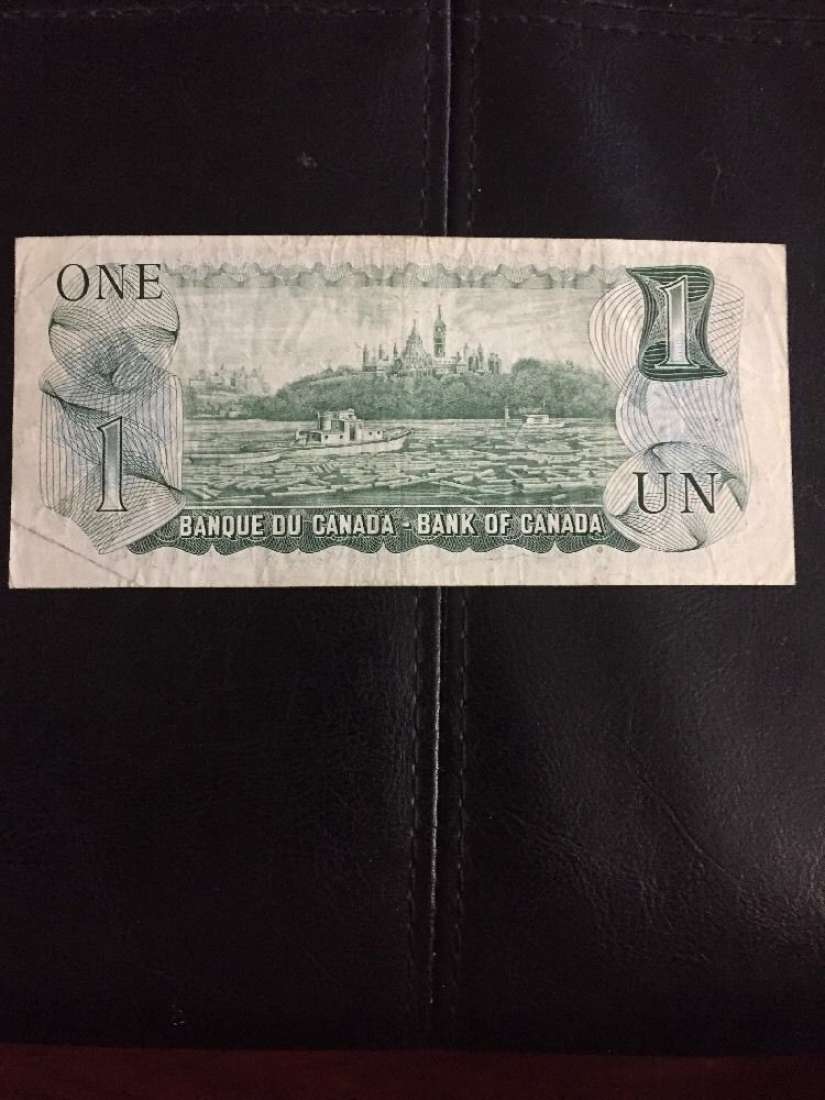 ONE
1
1
UN
BANQUE DU CANADA - BANK OF CANADA